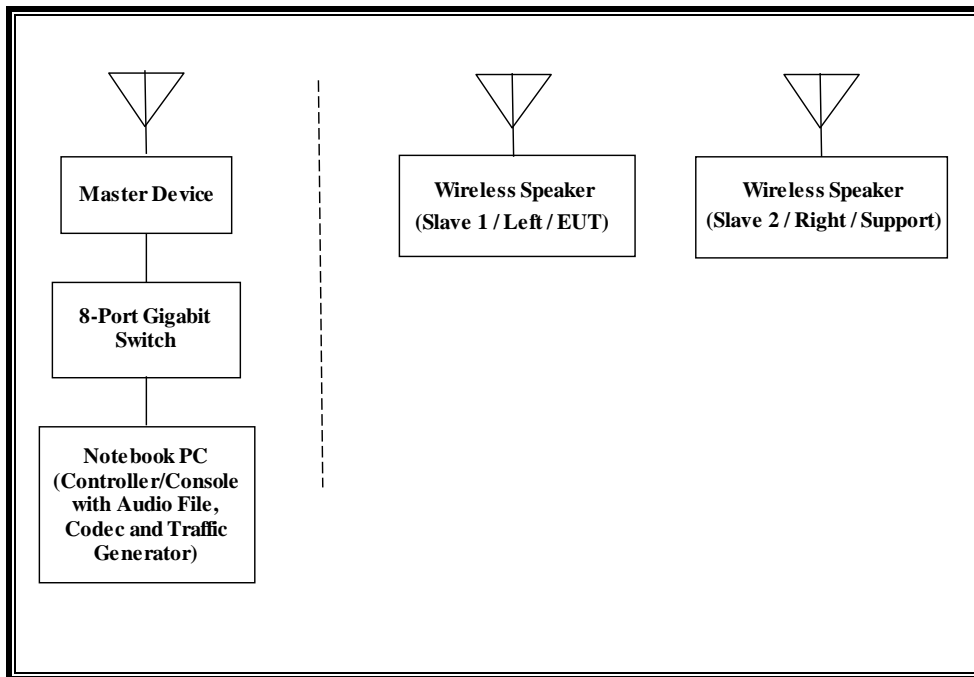 Master Device
8-Port Gigabit
Switch
Notebook PC
(Controller/Console
with Audio File,
Codec and Traffic
Generator)
Wireless Speaker
(Slave 1 / Left / EUT)
Wireless Speaker
(Slave 2 / Right / Support)